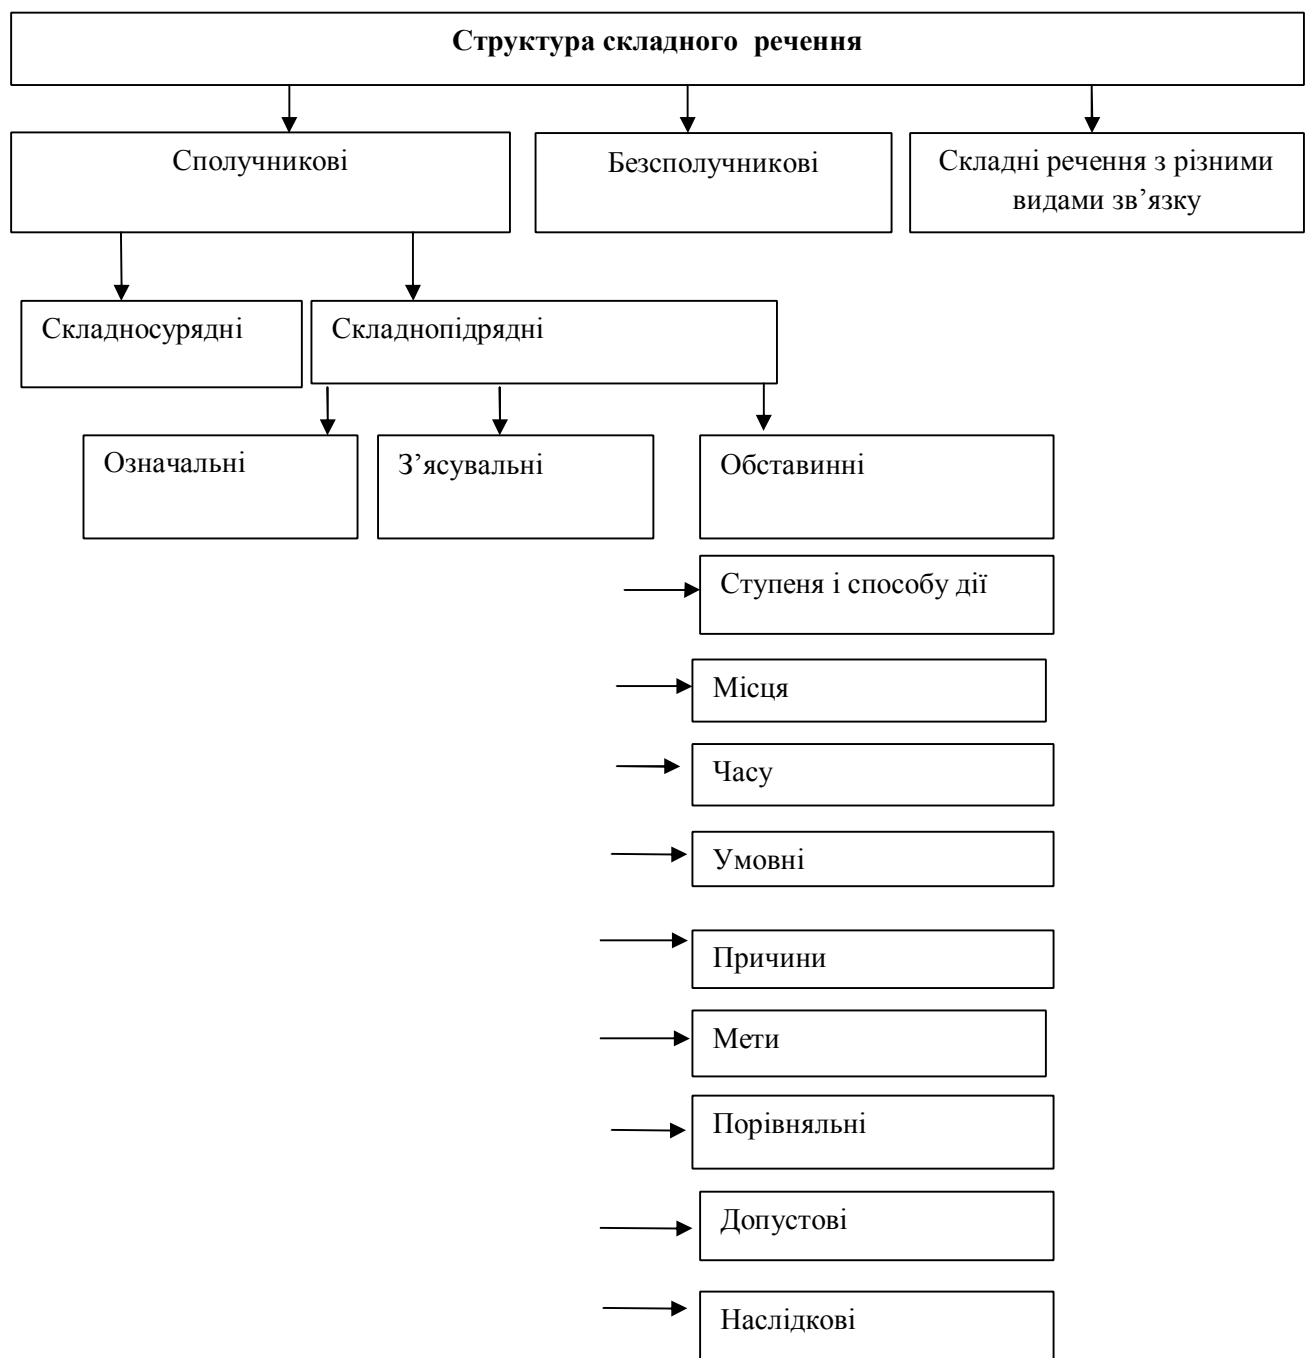 Структура складного речення
Сполучникові
Безсполучникові
Складні речення з різними
видами зв’язку
Складносурядні
Складнопідрядні
Означальні
З’ясувальні
Обставинні
Ступеня і способу дії
Місця
Часу
Умовні
Причини
Мети
Порівняльні
Допустові
Наслідкові